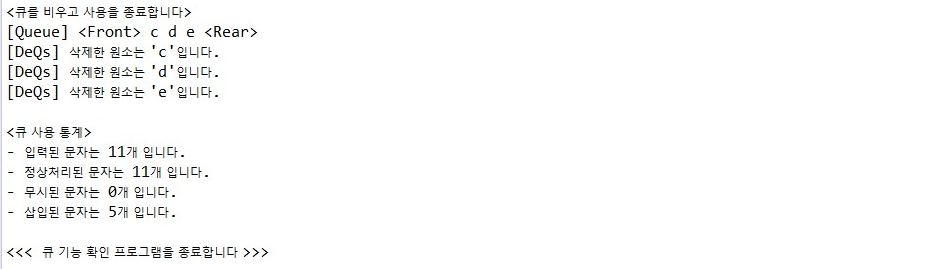 <큐를 비우고 사용을 종료합니다>
[Queue] <Front> c d e <Rear>
[DeQs] 삭제한 원소는 'c'입니다.
[DeQs] 삭제한 원소는 'd'입니다.
[DeQs] 삭제한 원소는 'e'입니다.
<큐 사용 통계>
- 입력된 문자는 11개 입니다.
- 정상처리된 문자는 11개 입니다.
- 무시된 문자는 0개 입니다.
- 삽입된 문자는 5개 입니다.
<<< 큐 기능 확인 프로그램을 종료합니다 >>>